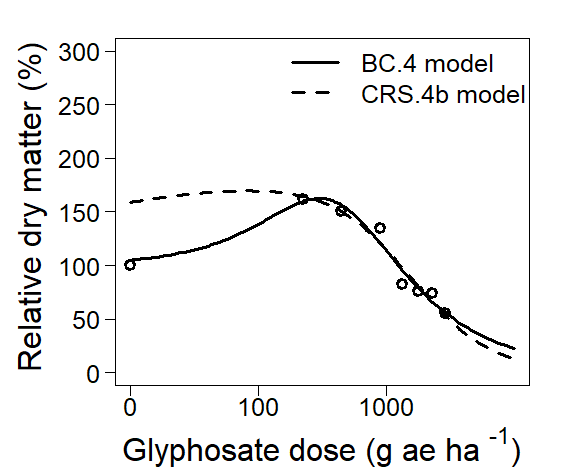 300
250
200
150
100
50
0
Relative dry matter (%)
BC.4 model
CRS.4b model
0 100 1000
Glyphosate dose (g ae ha -1)